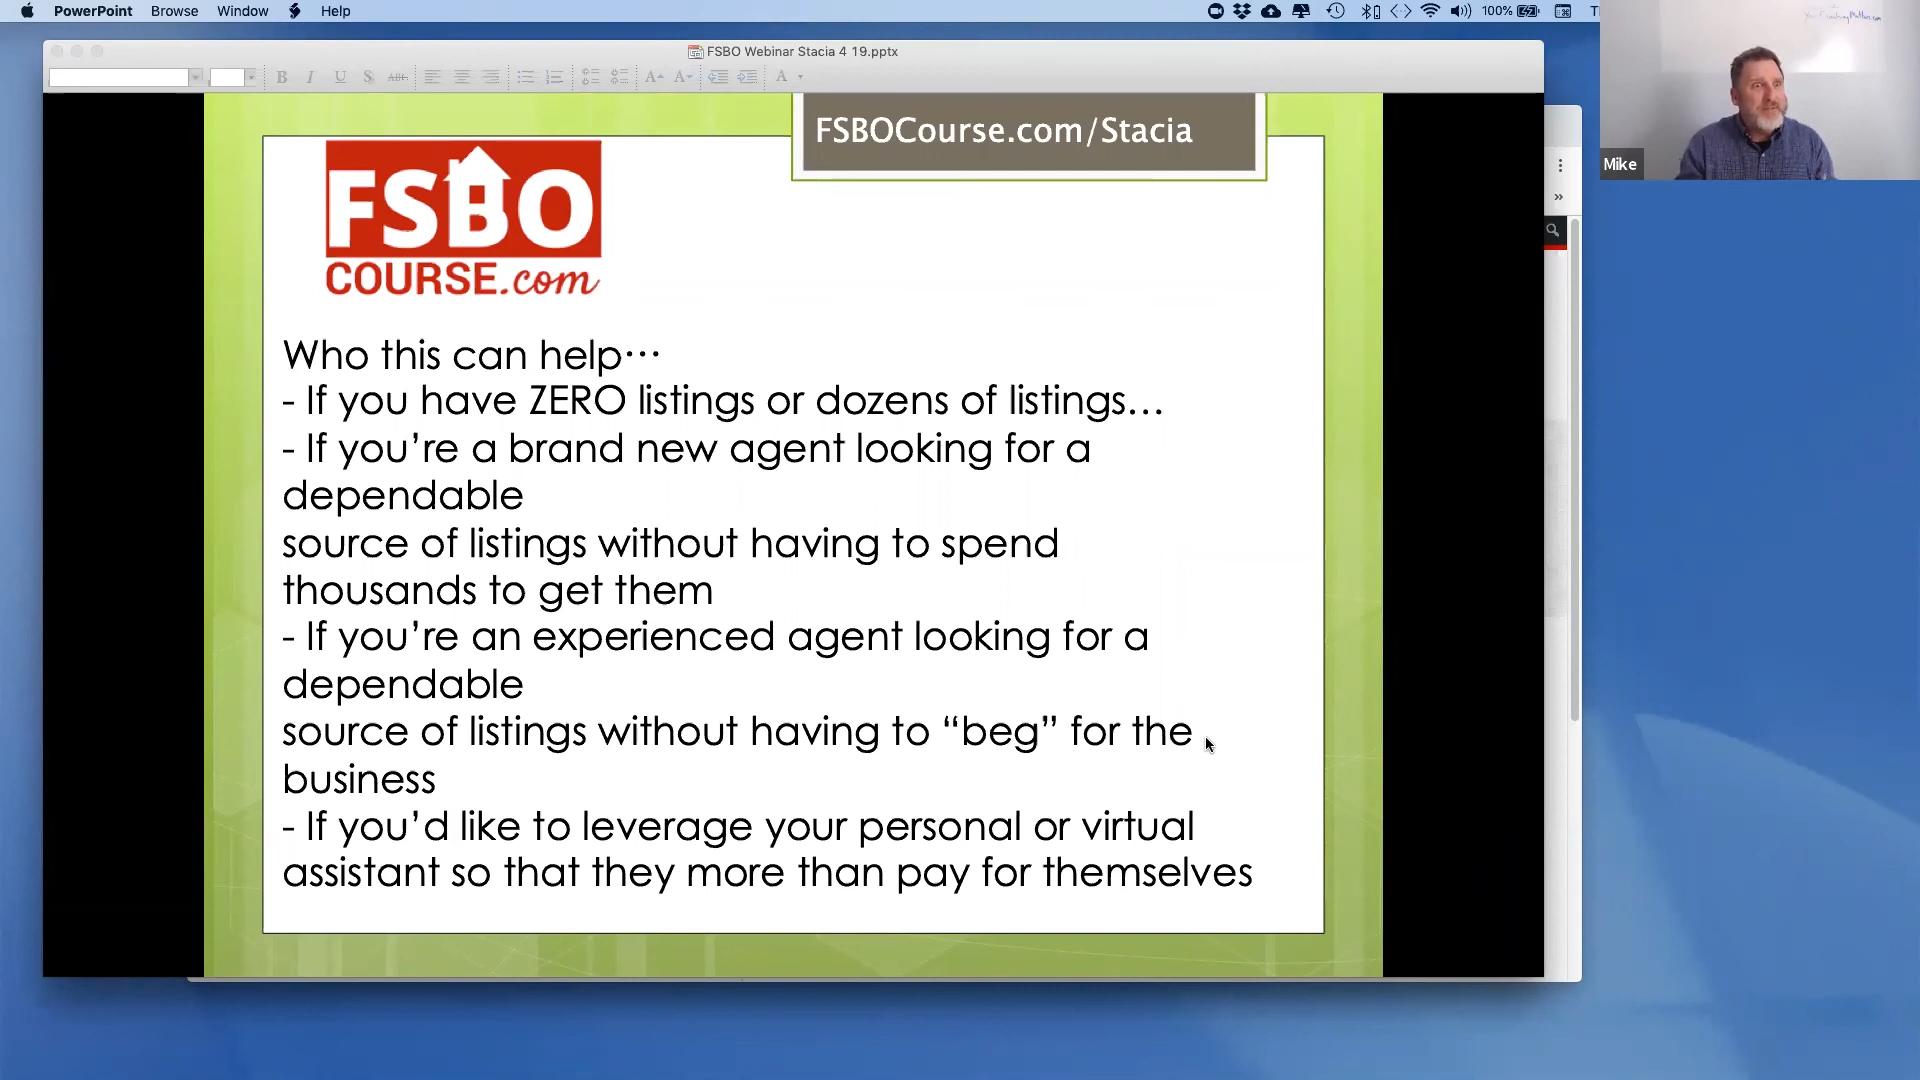 PowerPoint Browse Window Help
100%
FSBO Webinar Stacia 4 19.pptx
B I U S ABC
A A A
FSBOCourse.com/Stacia
FSBO
COURSE.com
Who this can help···
- If you have ZERO listings or dozens of listings...
- If you’re a brand new agent looking for a
dependable
source of listings without having to spend
thousands to get them
- If you’re an experienced agent looking for a
dependable
source of listings without having to “beg” for the
business
- If you’d like to leverage your personal or virtual
assistant so that they more than pay for themselves
Mike